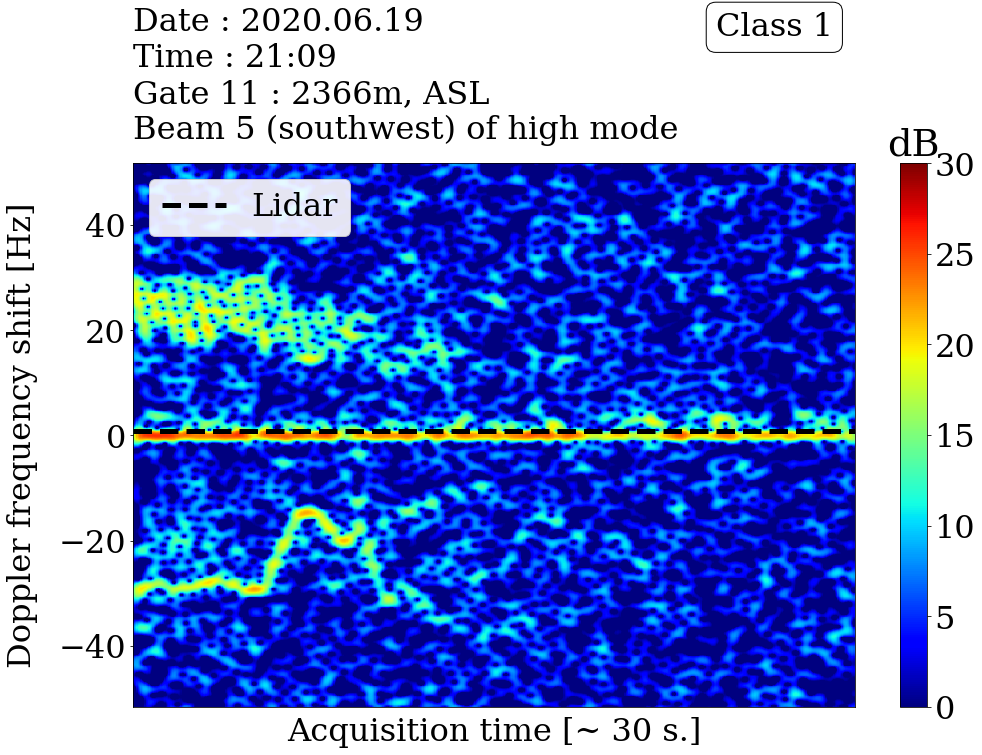 Date : 2020.06.19
Time : 21:09
Gate 11 : 2366m, ASL
Beam 5 (southwest) of high mode
Class 1
dB
Lidar
Doppler frequency shift [Hz]
40
20
0
−20
−40
30
25
20
15
10
5
0
Acquisition time [~ 30 s.]